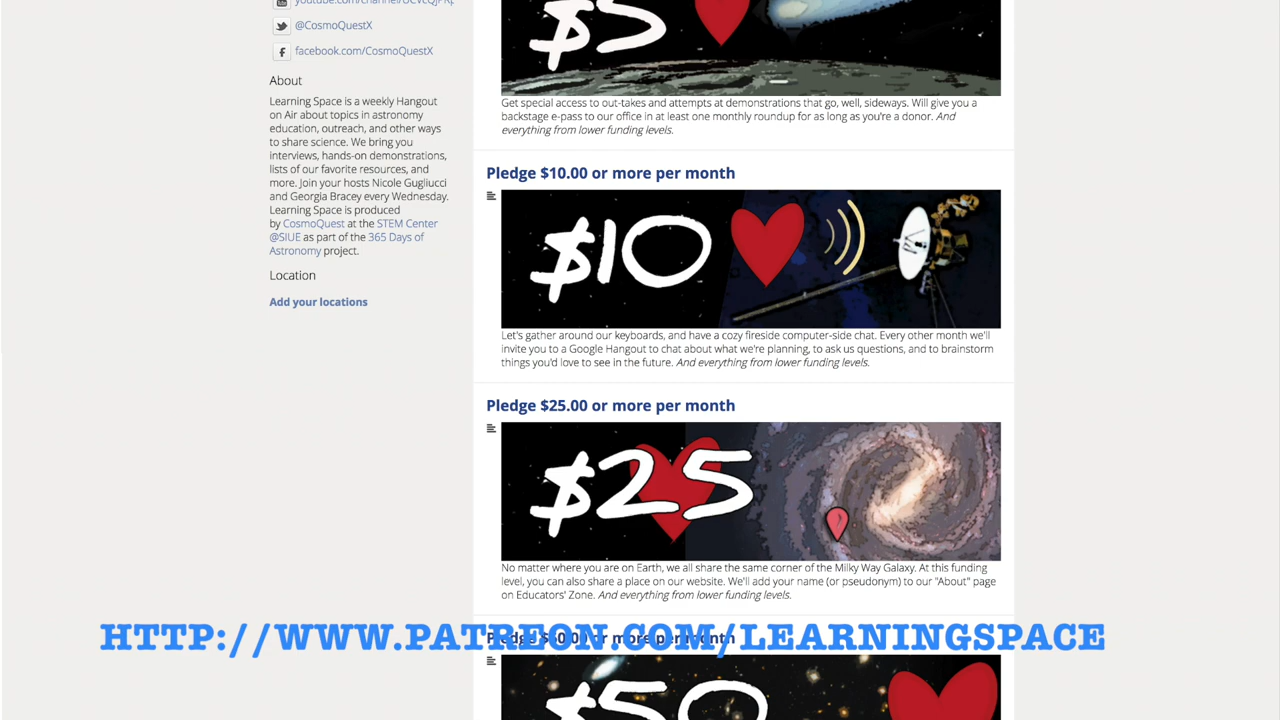 @CosmoQuestX
facebook.com/CosmoQuestX
About
Learning Space is a weekly Hangout
on Air about topics in astronomy
education, outreach, and other ways
to share science. We bring you
interviews, hands-on demonstrations,
lists of our favorite resources, and
more. Join your hosts Nicole Gugliucci
and Georgia Bracey every Wednesday.
Learning Space is produced
by CosmoQuest at the STEM Center
@SIUE as part of the 365 Days of
Astronomy project.
Location
Add your locations
$5
Get special access to out-takes and attempts at demonstrations that go, well, sideways. Will give you a
backstage e-pass to our office in at least one monthly roundup for as long as you're a donor. And
everything from lower funding levels.
Pledge $10.00 or more per month
$10
Let's gather around our keyboards, and have a cozy fireside computer-side chat. Every other month we'll
invite you to a Google Hangout to chat about what we're planning, to ask us questions, and to brainstorm
things you'd love to see in the future. And everything from lower funding levels.
Pledge $25.00 or more per month
$25
No matter where you are on Earth, we all share the same corner of the Milky Way Galaxy. At this funding
level, you can also share a place on our website. We'll add your name (or pseudonym) to our "About" page
on Educators' Zone. And everything from lower funding levels.
Pledge $50.00 or more per month
HTTP://WWW.PATREON.COM/LEARNINGSPACE
$50